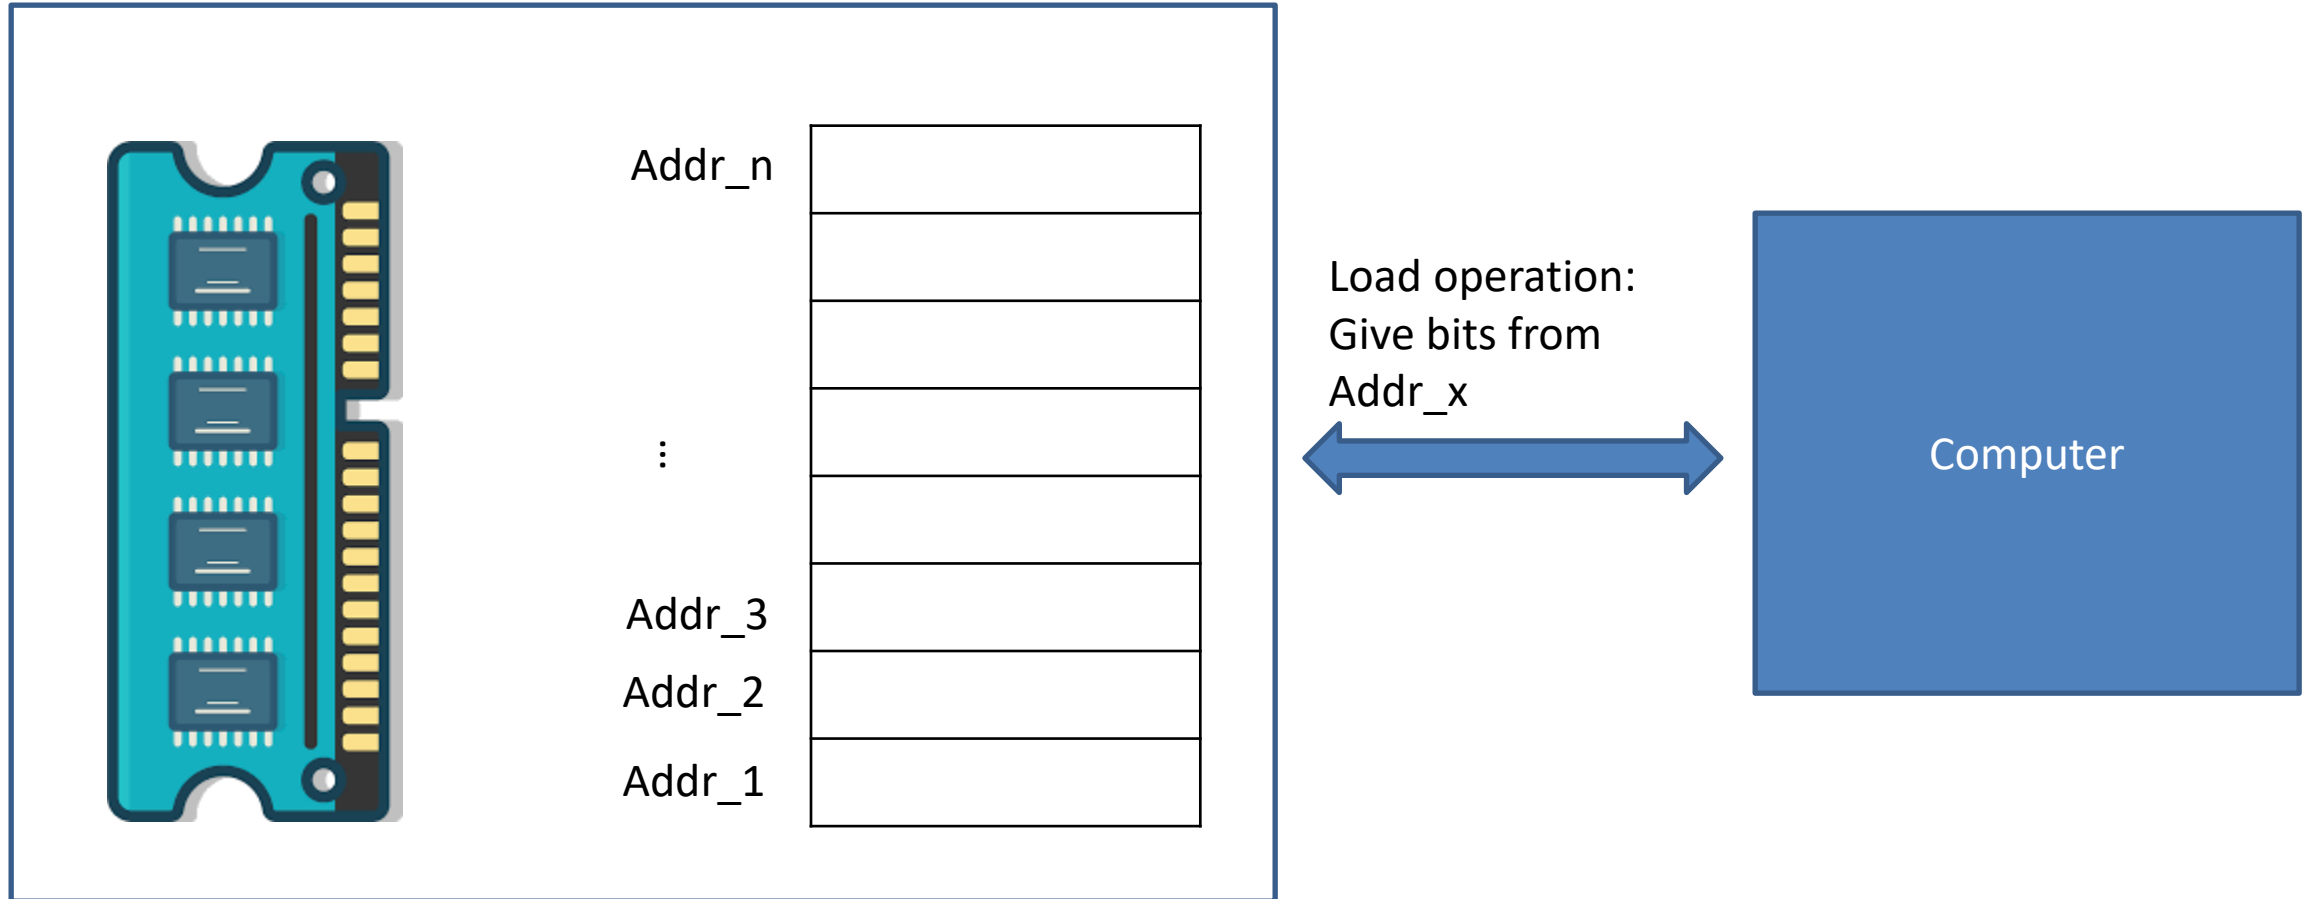 Addr_n
Load operation:
Give bits from
Addr_x
...
Computer
Addr_3
Addr_2
Addr_1